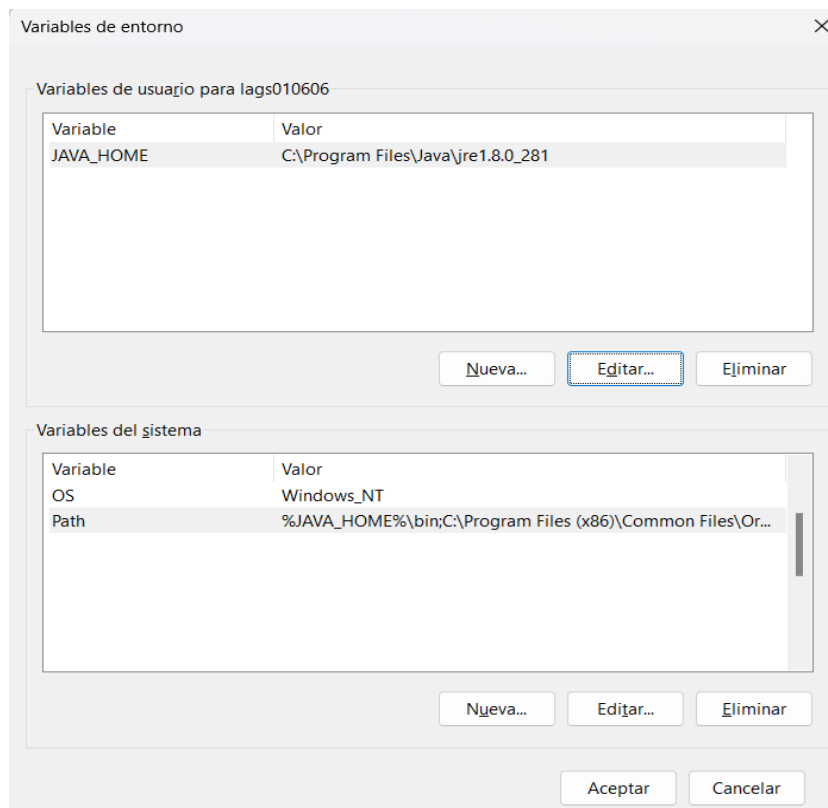 Variables de entorno
Variables de usuario para lags010606
Variable Valor
JAVA_HOME C:\Program Files\Java\jre1.8.0_281
Nueva... Editar... Eliminar
Variables del sistema
Variable Valor
OS Windows_NT
Path %JAVA_HOME%\bin;C:\Program Files (x86)\Common Files\Or...
Nueva... Editar... Eliminar
Aceptar Cancelar